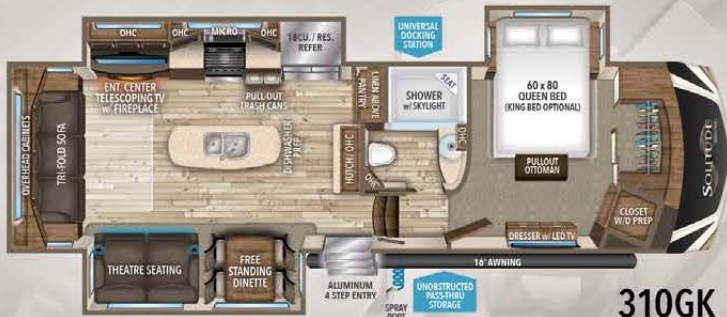 OHC
OHC
MICRO
OHC
18CU. / RES.
REFER
UNIVERSAL
DOCKING
STATION
ENT. CENTER
TELESCOPING TV
w/ FIREPLACE
PULL-OUT
TRASH CANS
PANTRY
LINEN ABOVE
SEAT
SHOWER
w/ SKYLIGHT
60 x 80
QUEEN BED
(KING BED OPTIONAL)
OVERHEAD CABINETS
TRI-FOLD SOFA
DISHWASHER
PREP
HUTCH/OHC
OHC
OHC
PULLOUT
OTTOMAN
SOLITUDE
CLOSET
W/D PREP
DRESSER w/ LED TV
THEATRE SEATING
FREE
STANDING
DINETTE
16' AWNING
ALUMINUM
4 STEP ENTRY
SPRAY
PORT
UNOBSTRUCTED
PASS-THRU
STORAGE
310GK